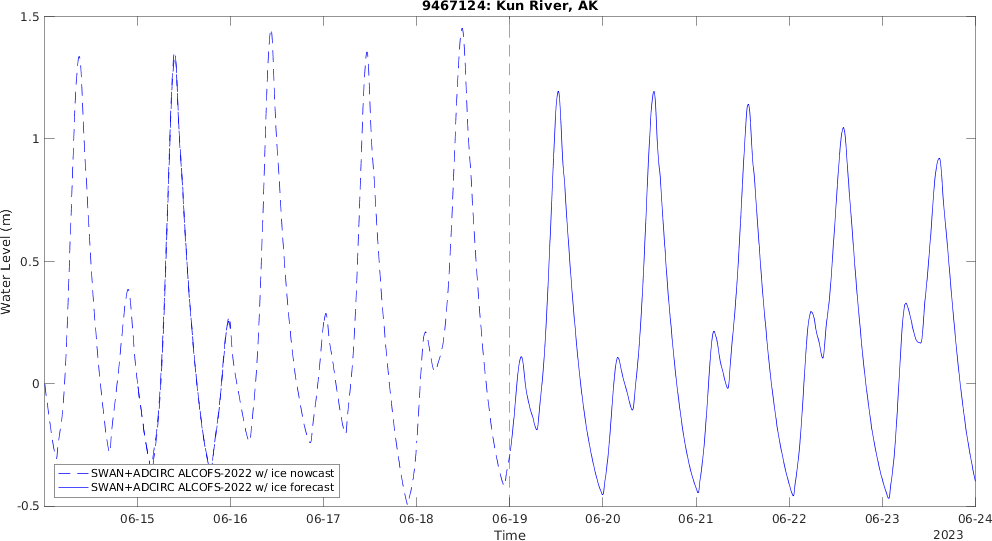 9467124: Kun River, AK
Water Level (m)
1.5
1
0.5
0
-0.5
SWAN+ADCIRC ALCOFS-2022 w/ ice nowcast
SWAN+ADCIRC ALCOFS-2022 w/ ice forecast
06-15 06-16 06-17 06-18 06-19 06-20 06-21 06-22 06-23 06-24
Time
2023